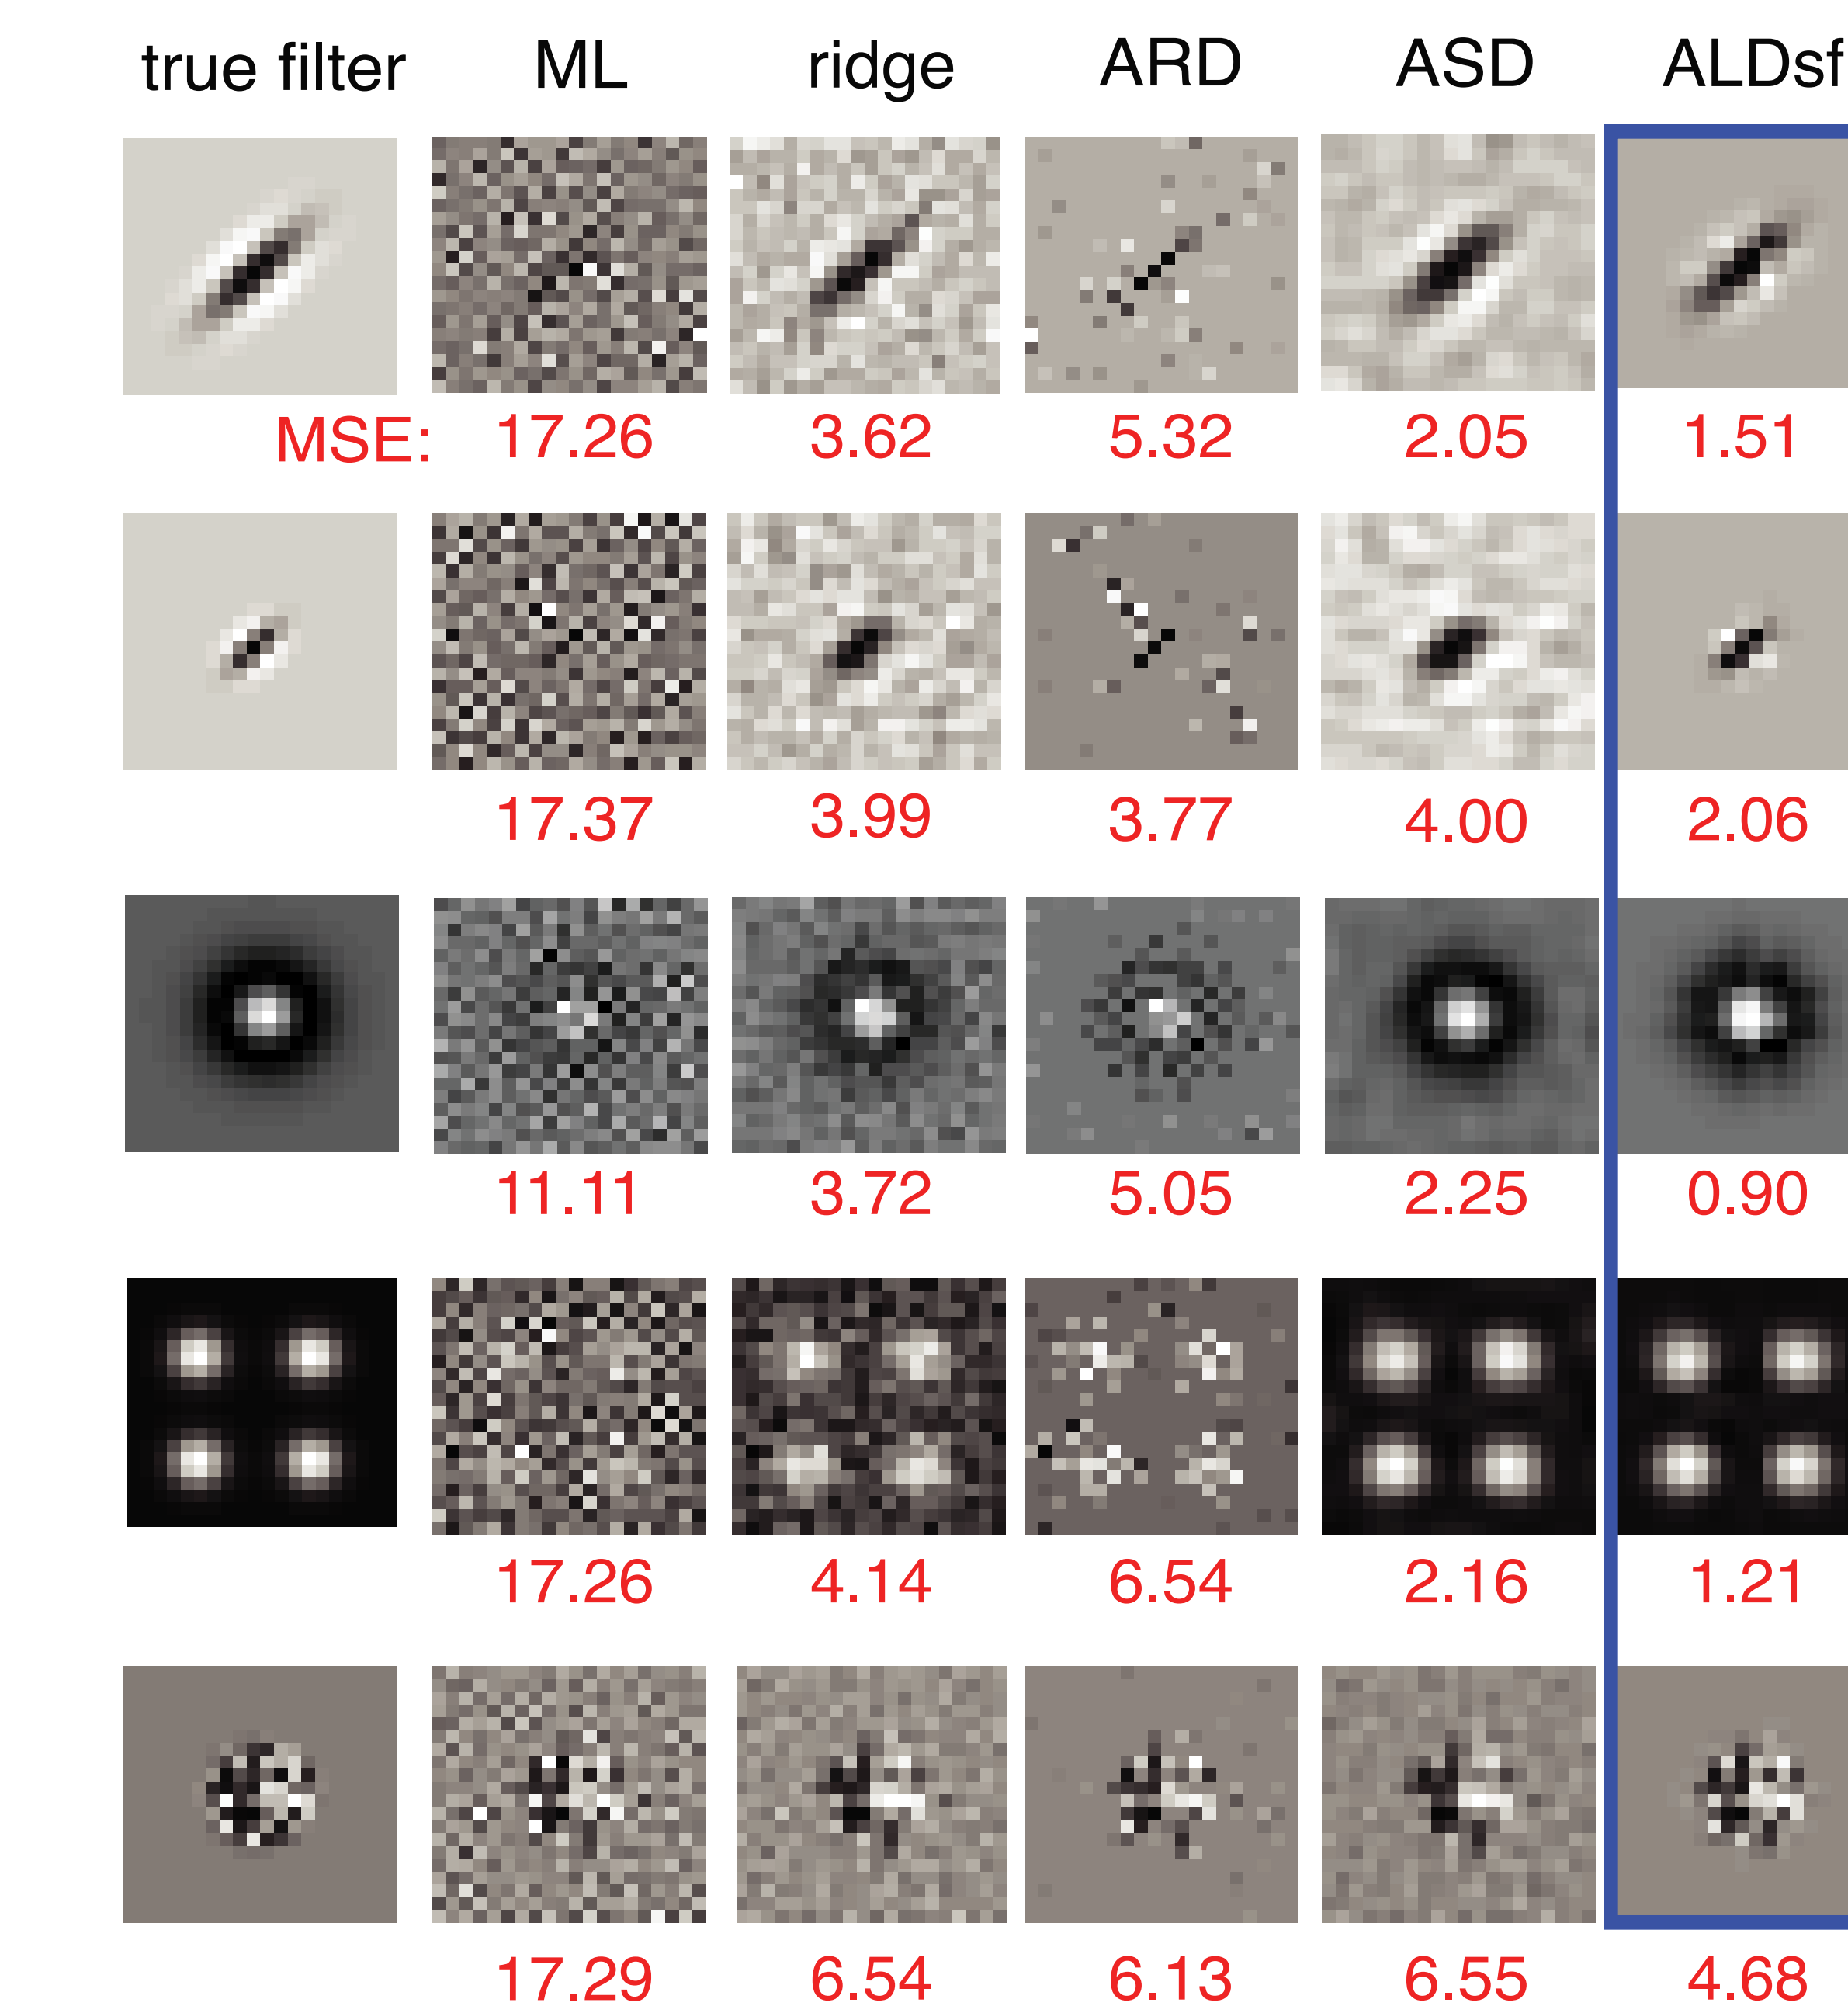 true filter ML ridge ARD ASD ALDsf
MSE: 17.26 3.62 5.32 2.05 1.51
17.37 3.99 3.77 4.00 2.06
11.11 3.72 5.05 2.25 0.90
17.26 4.14 6.54 2.16 1.21
17.29 6.54 6.13 6.55 4.68